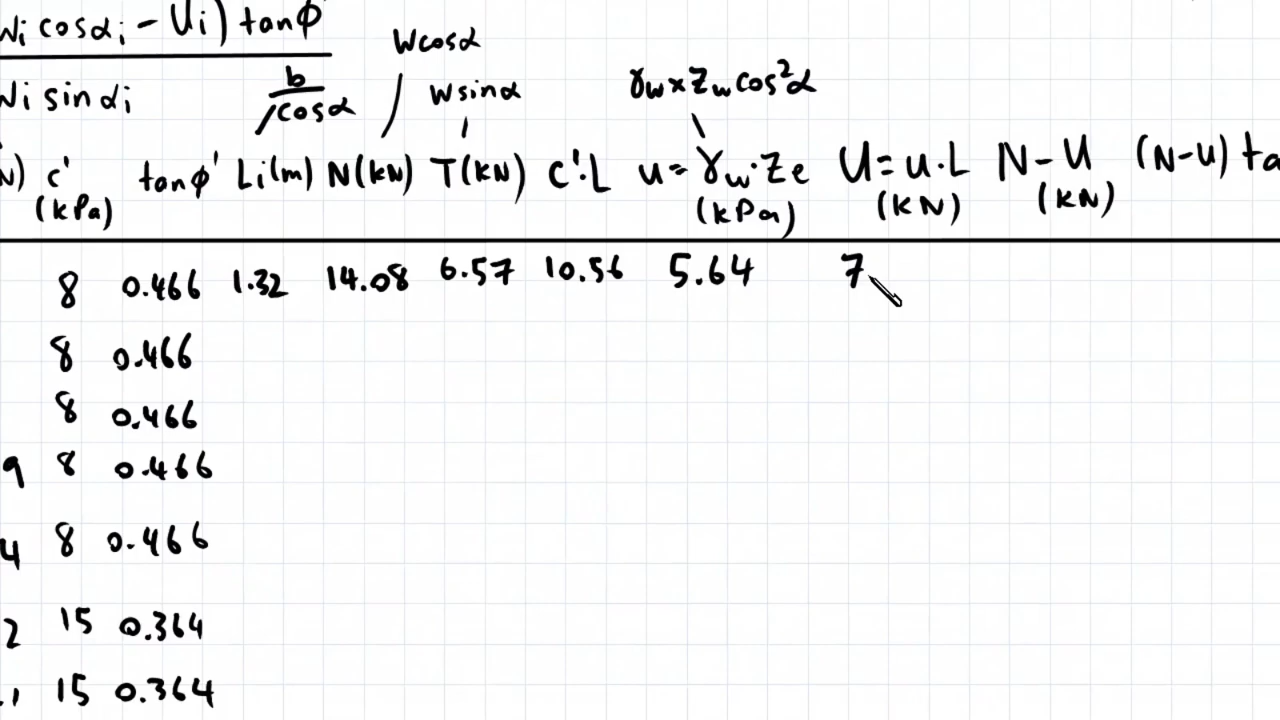 Wi cosαi - Ui) tanϕ'
Wi sin αi
b
/cosα
Wcosα
W sinα
γw x Zw cos²α
N) c' (kPa) tanϕ' Li(m) N(kN) T(kN) c'.L u = γw.Ze (kPa) U = u.L (kN) N-U (kN) (N-U) ta
8 0.466 1.32 14.08 6.57 10.56 5.64 7
8 0.466
8 0.466
9 8 0.466
4 8 0.466
2 15 0.364
.1 15 0.364